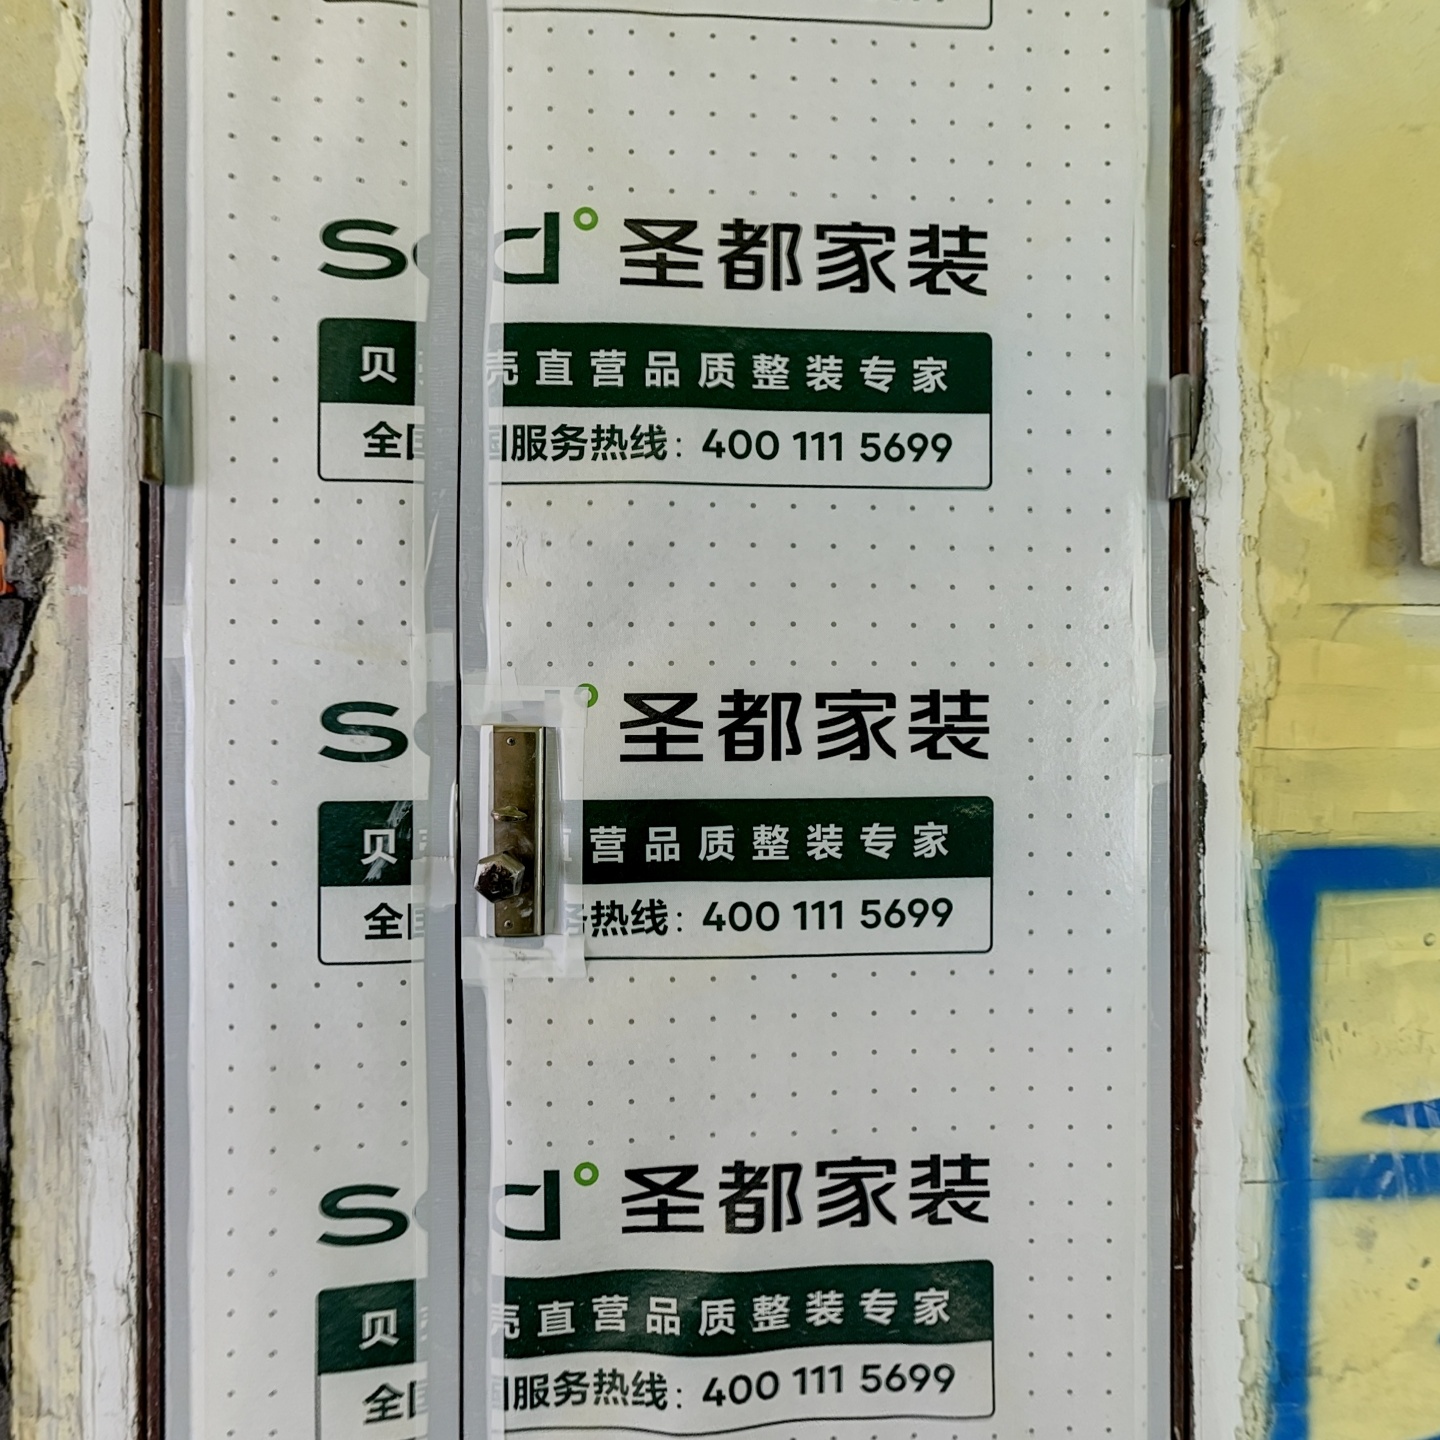 圣都家装
贝壳直营品质整装专家
全国服务热线：400 111 5699
圣都家装
贝 直营品质整装专家
全国 务热线：400 111 5699
圣都家装
贝壳直营品质整装专家
全国服务热线：400 111 5699